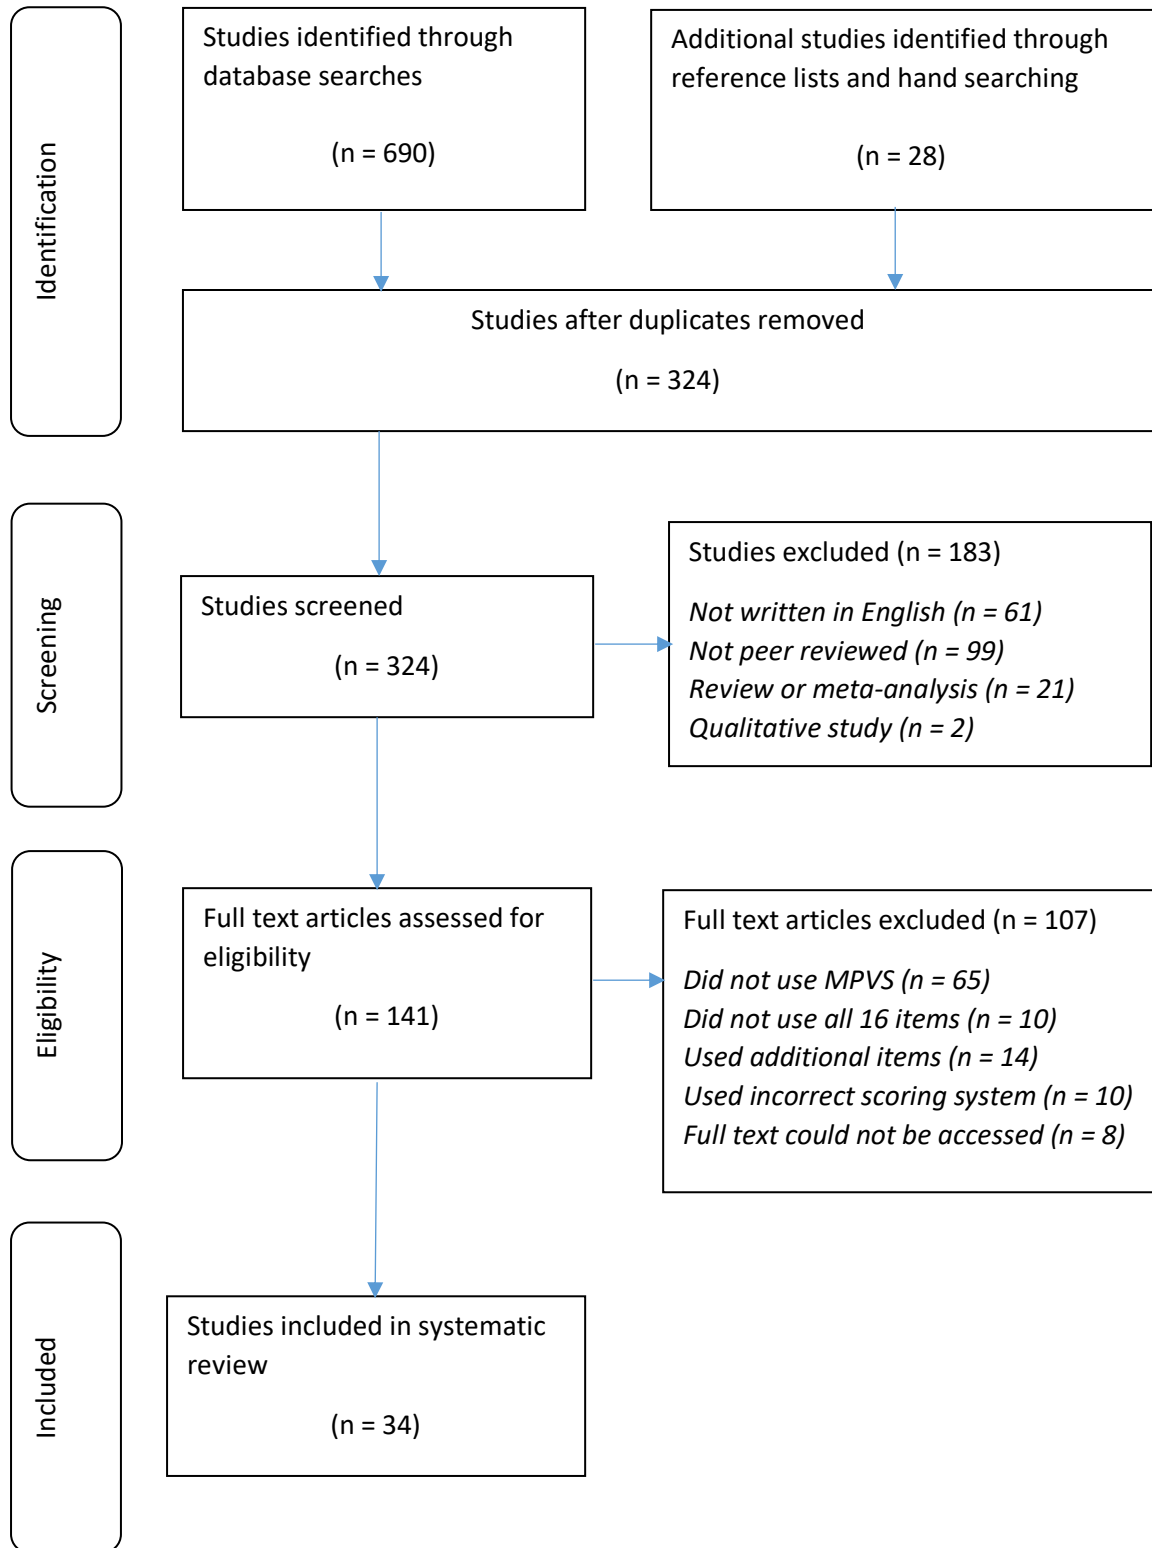 Identification
Studies identified through
database searches
(n = 690)
Additional studies identified through
reference lists and hand searching
(n = 28)
Studies after duplicates removed
(n = 324)
Screening
Studies screened
(n = 324)
Studies excluded (n = 183)
Not written in English (n = 61)
Not peer reviewed (n = 99)
Review or meta-analysis (n = 21)
Qualitative study (n = 2)
Eligibility
Full text articles assessed for
eligibility
(n = 141)
Full text articles excluded (n = 107)
Did not use MPVS (n = 65)
Did not use all 16 items (n = 10)
Used additional items (n = 14)
Used incorrect scoring system (n = 10)
Full text could not be accessed (n = 8)
Included
Studies included in systematic
review
(n = 34)